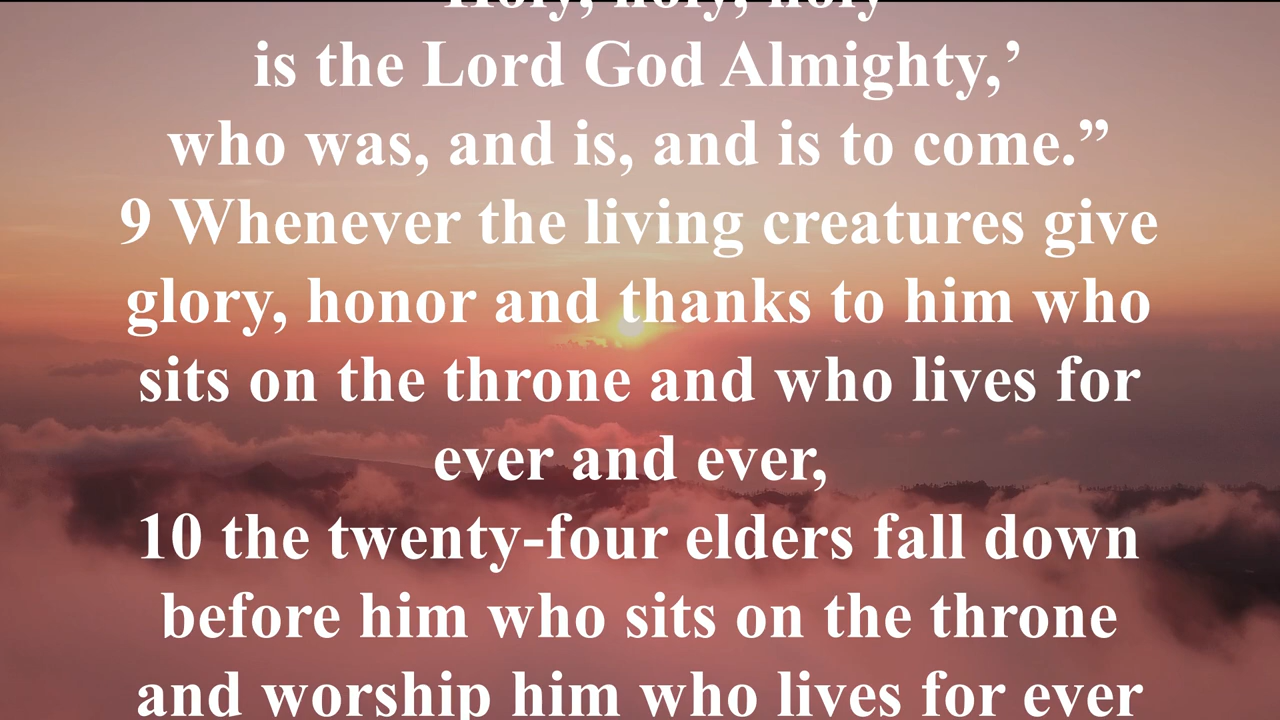 Holy, holy, holy
is the Lord God Almighty,’
who was, and is, and is to come.”
9 Whenever the living creatures give
glory, honor and thanks to him who
sits on the throne and who lives for
ever and ever,
10 the twenty-four elders fall down
before him who sits on the throne
and worship him who lives for ever